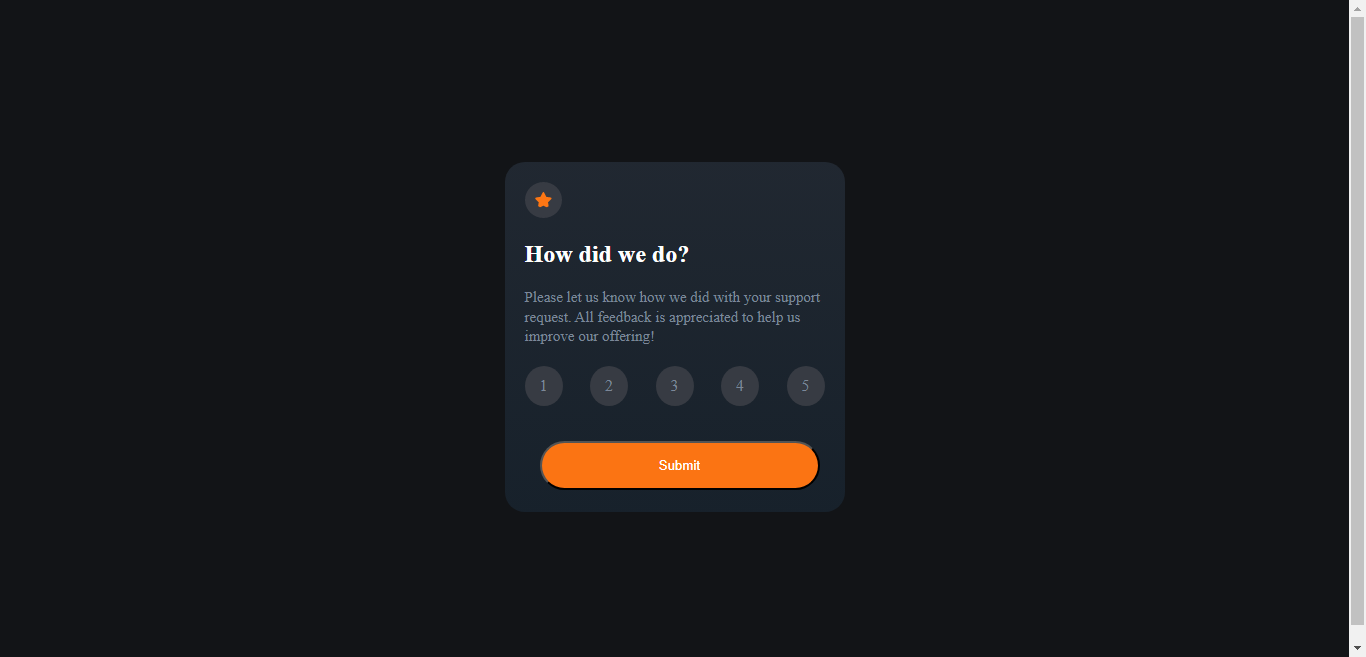 How did we do?
Please let us know how we did with your support
request. All feedback is appreciated to help us
improve our offering!
1 2 3 4 5
Submit